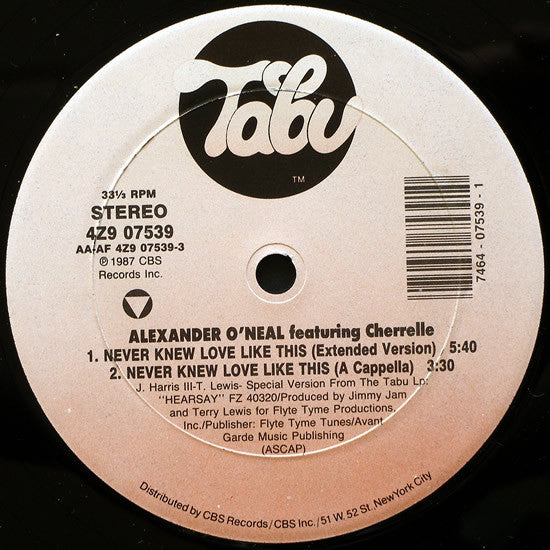 Tabu
TM
33⅓ RPM
STEREO
4Z9 07539
AA-AF 4Z9 07539-3
℗ 1987 CBS
Records Inc.
7464 - 07539 - 1
ALEXANDER O'NEAL featuring Cherrelle
1. NEVER KNEW LOVE LIKE THIS (Extended Version) 5:40
2. NEVER KNEW LOVE LIKE THIS (A Cappella) 3:30
J. Harris III-T. Lewis- Special Version From The Tabu Lp:
"HEARSAY" FZ 40320/Produced by Jimmy Jam
and Terry Lewis for Flyte Tyme Productions,
Inc./Publisher: Flyte Tyme Tunes/Avant
Garde Music Publishing
(ASCAP)
Distributed by CBS Records/CBS Inc./51 W. 52 St. New York City